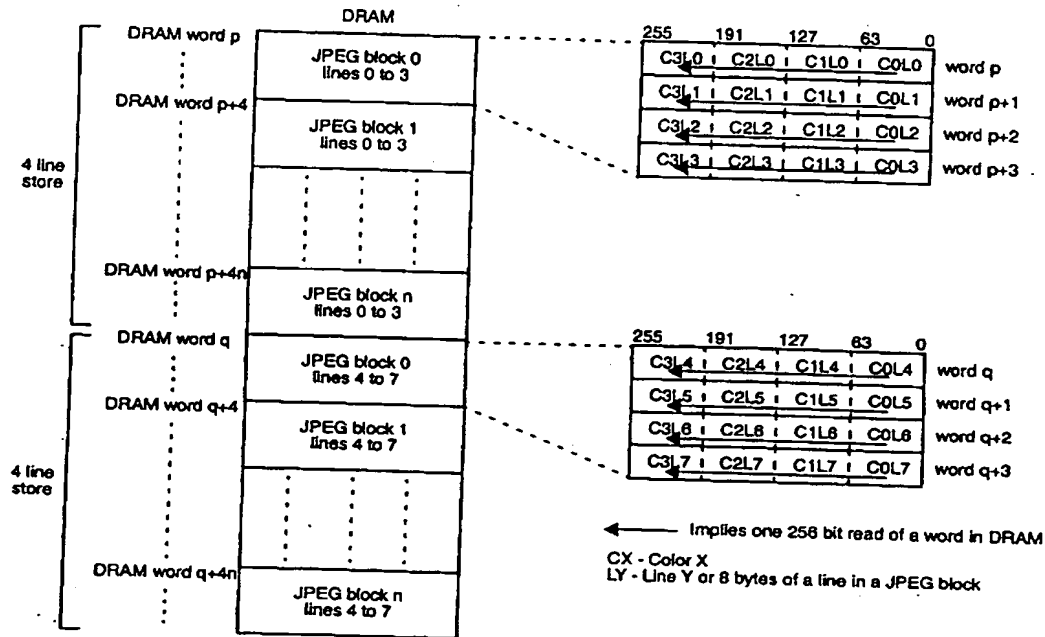 DRAM
DRAM word p
JPEG block 0
lines 0 to 3
DRAM word p+4
JPEG block 1
lines 0 to 3
4 line
store
DRAM word p+4n
JPEG block n
lines 0 to 3
255 191 127 63 0
C3L0 C2L0 C1L0 C0L0 word p
C3L1 C2L1 C1L1 C0L1 word p+1
C3L2 C2L2 C1L2 C0L2 word p+2
C3L3 C2L3 C1L3 C0L3 word p+3
DRAM word q
JPEG block 0
lines 4 to 7
DRAM word q+4
JPEG block 1
lines 4 to 7
4 line
store
DRAM word q+4n
JPEG block n
lines 4 to 7
255 191 127 63 0
C3L4 C2L4 C1L4 C0L4 word q
C3L5 C2L5 C1L5 C0L5 word q+1
C3L6 C2L6 C1L6 C0L6 word q+2
C3L7 C2L7 C1L7 C0L7 word q+3
Implies one 256 bit read of a word in DRAM
CX - Color X
LY - Line Y or 8 bytes of a line in a JPEG block